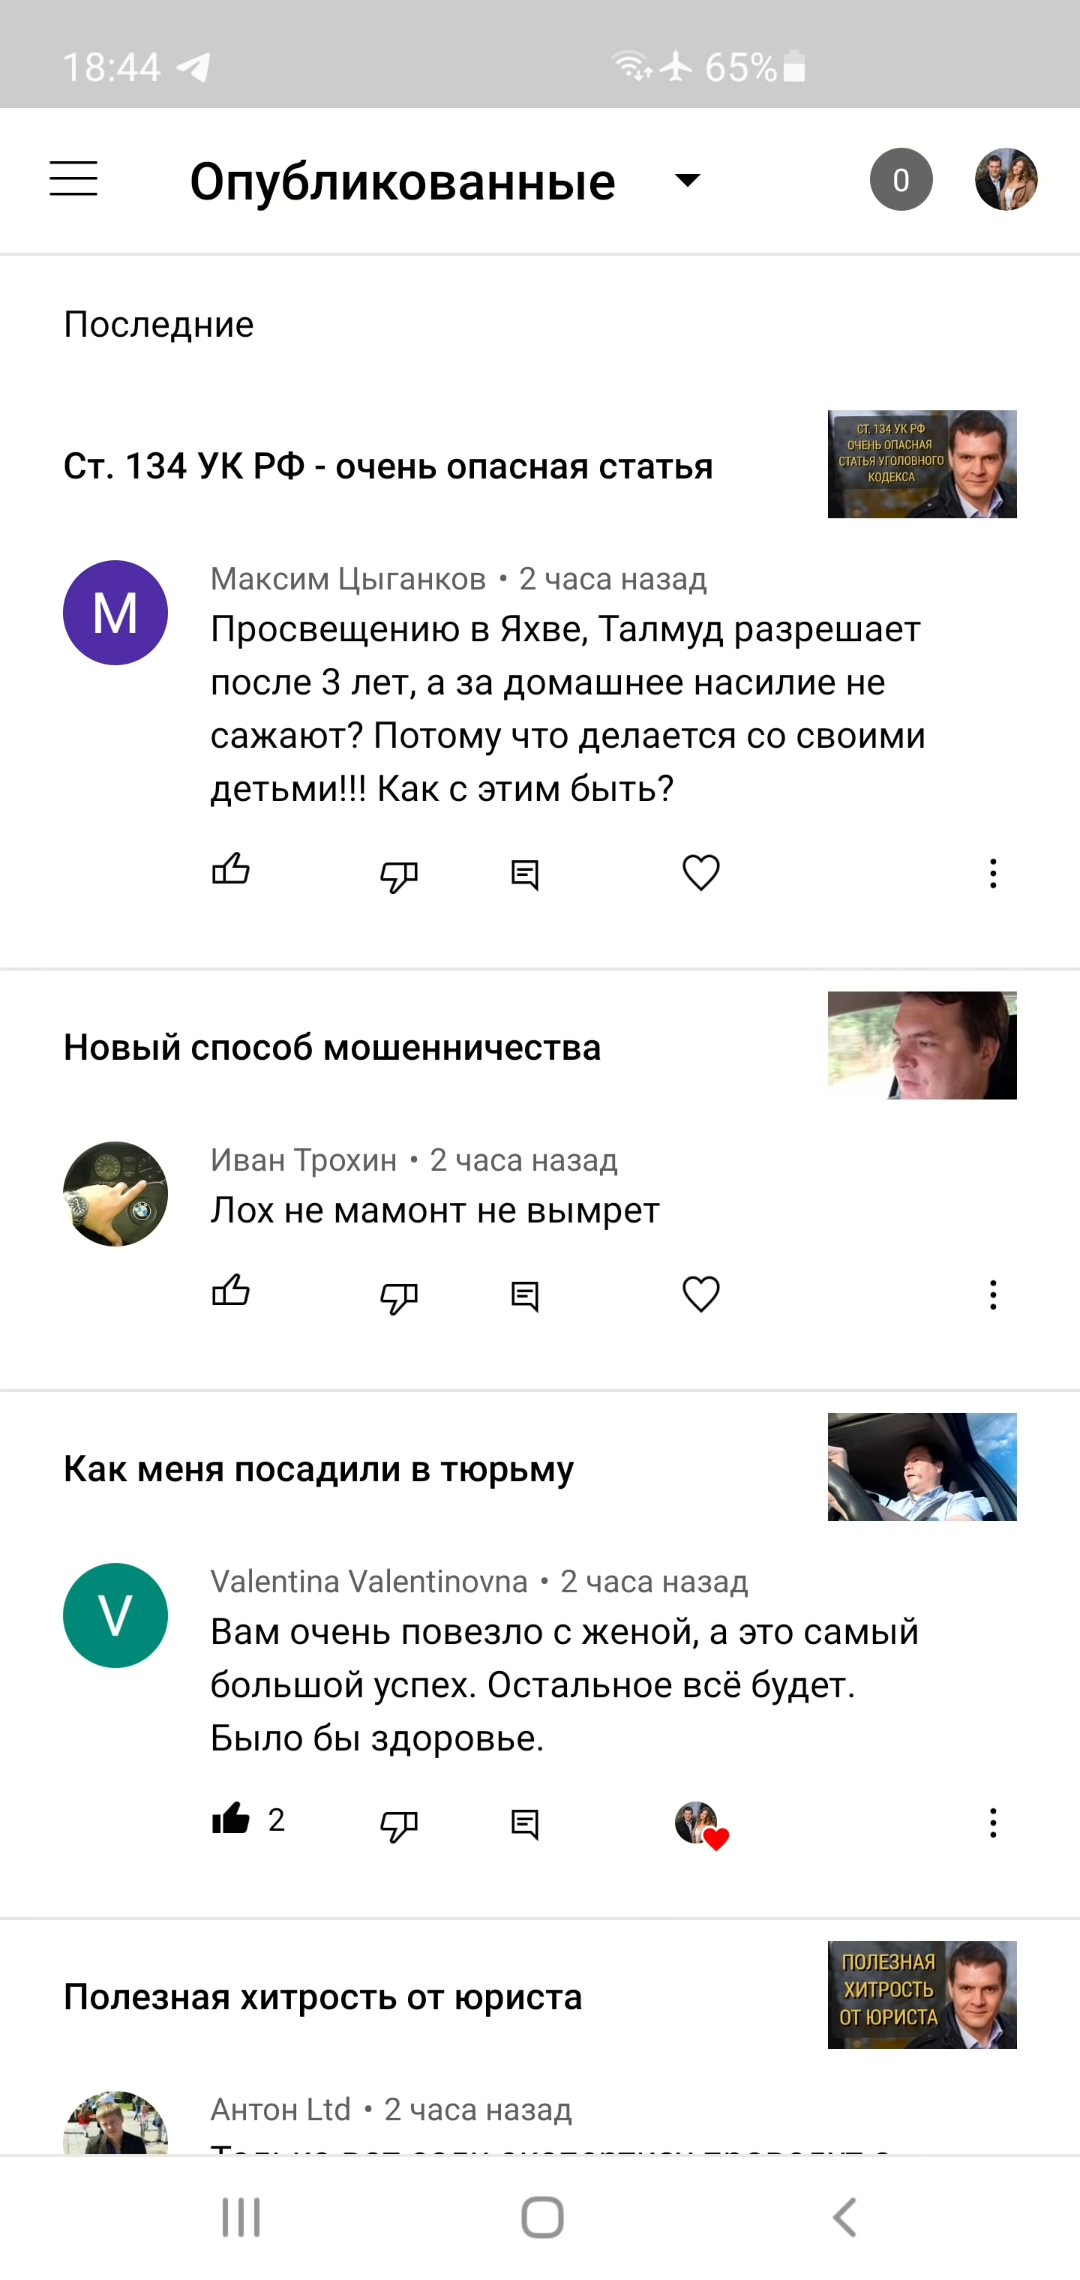 18:44
65%
Опубликованные
0
Последние
Ст. 134 УК РФ - очень опасная статья
СТ. 134 УК РФ
ОЧЕНЬ ОПАСНАЯ
СТАТЬЯ УГОЛОВНОГО
КОДЕКСА
М
Максим Цыганков • 2 часа назад
Просвещению в Яхве, Талмуд разрешает
после 3 лет, а за домашнее насилие не
сажают? Потому что делается со своими
детьми!!! Как с этим быть?
Новый способ мошенничества
Иван Трохин • 2 часа назад
Лох не мамонт не вымрет
Как меня посадили в тюрьму
V
Valentina Valentinovna • 2 часа назад
Вам очень повезло с женой, а это самый
большой успех. Остальное всё будет.
Было бы здоровье.
2
Полезная хитрость от юриста
ПОЛЕЗНАЯ
ХИТРОСТЬ
ОТ ЮРИСТА
Антон Ltd • 2 часа назад